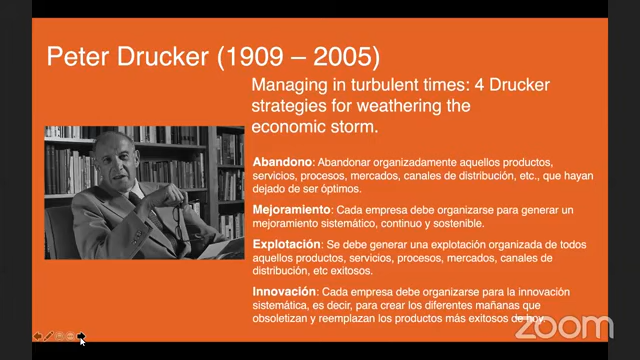 Peter Drucker (1909 – 2005)
Managing in turbulent times: 4 Drucker
strategies for weathering the
economic storm.
Abandono: Abandonar organizadamente aquellos productos,
servicios, procesos, mercados, canales de distribución, etc., que hayan
dejado de ser óptimos.
Mejoramiento: Cada empresa debe organizarse para generar un
mejoramiento sistemático, continuo y sostenible.
Explotación: Se debe generar una explotación organizada de todos
aquellos productos, servicios, procesos, mercados, canales de
distribución, etc exitosos.
Innovación: Cada empresa debe organizarse para la innovación
sistemática, es decir, para crear los diferentes mañanas que
obsoletizan y reemplazan los productos más exitosos de hoy.
zoom